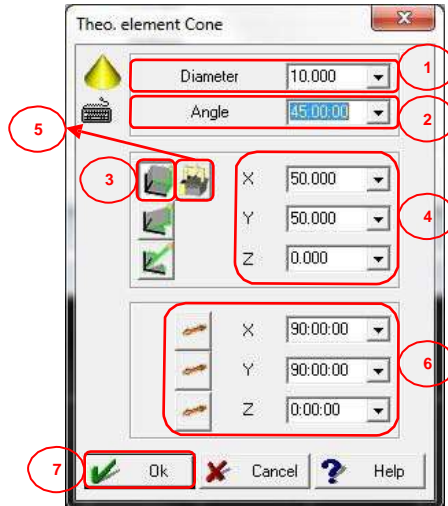 Theo. element Cone
Diameter 10.000 1
Angle 45:00:00 2
5
3 X 50.000
Y 50.000 4
Z 0.000
X 90:00:00
Y 90:00:00 6
Z 0:00:00
7 Ok Cancel ? Help